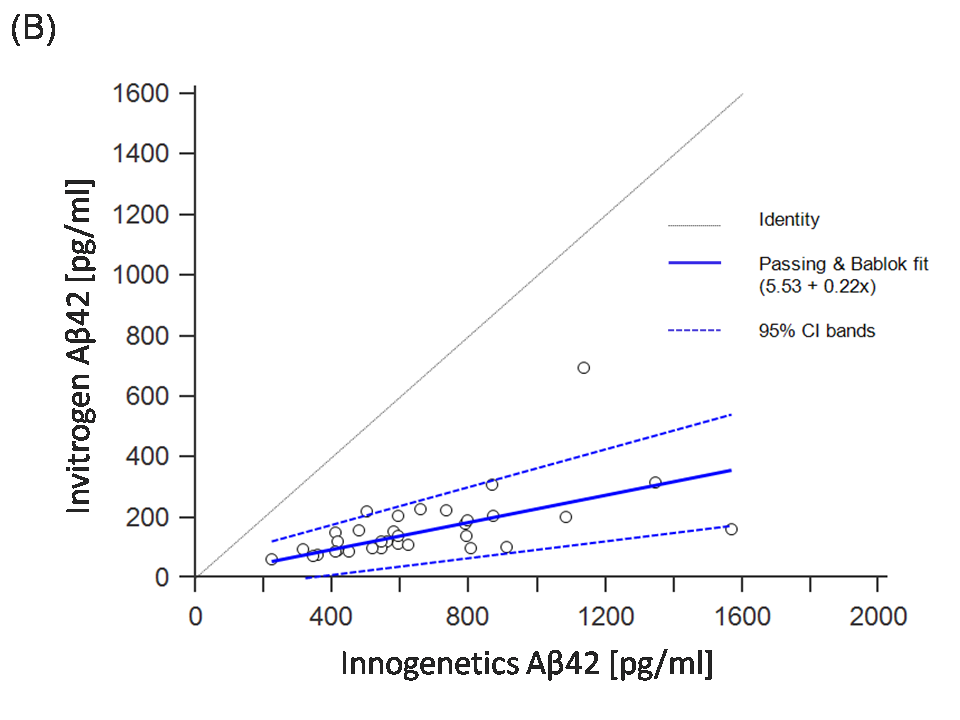 (B)
1600
1400
1200
1000
800
600
400
200
0
Invitrogen Aβ42 [pg/ml]
Identity
Passing & Bablok fit
(5.53 + 0.22x)
95% CI bands
0 400 800 1200 1600 2000
Innogenetics Aβ42 [pg/ml]